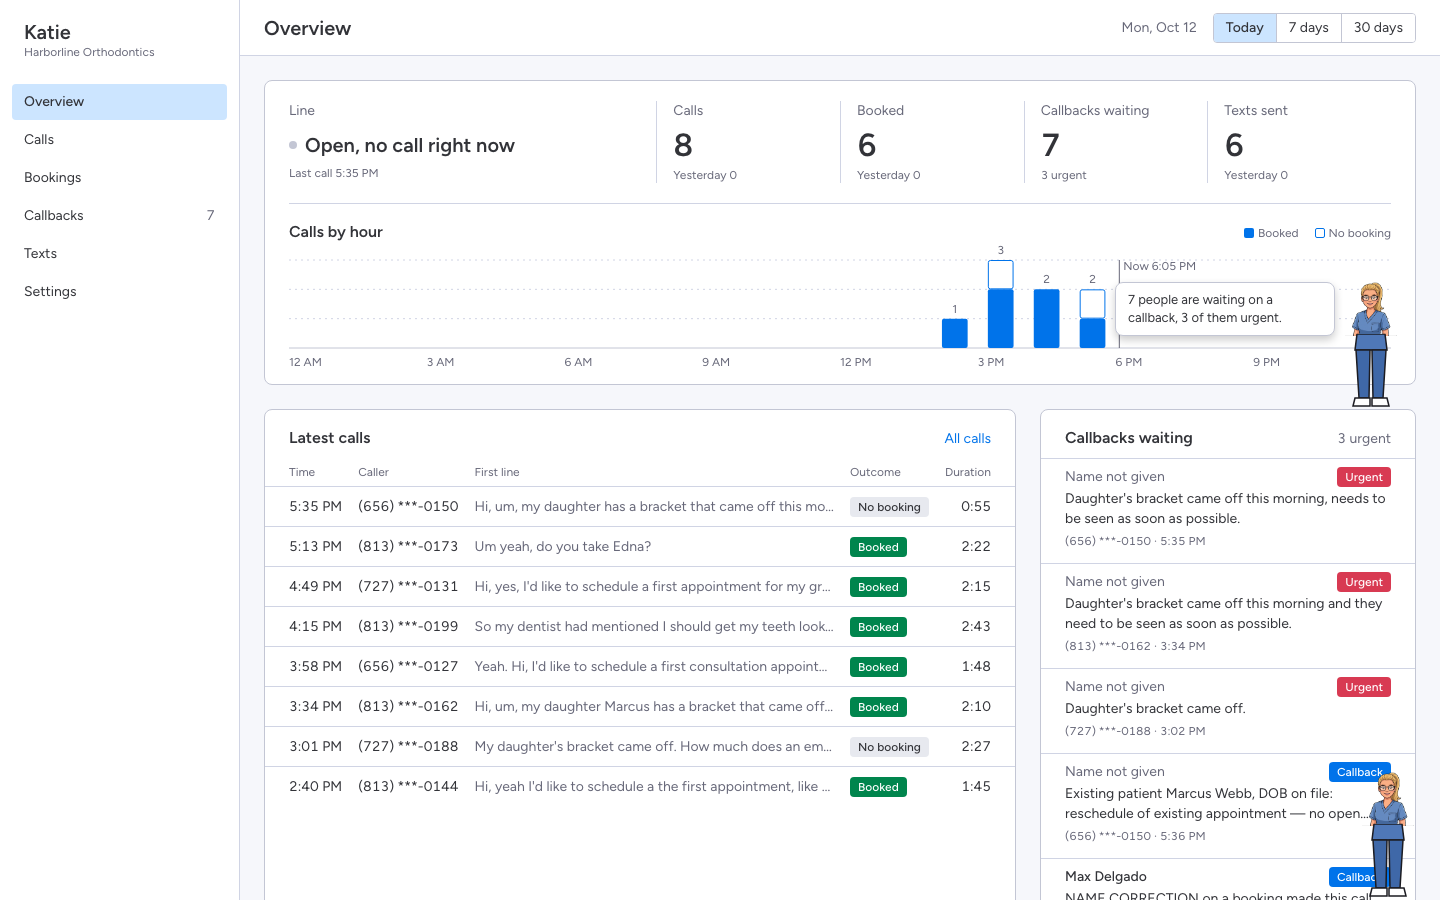 Katie
Harborline Orthodontics
Overview
Calls
Bookings
Callbacks 7
Texts
Settings
Overview
Mon, Oct 12 Today 7 days 30 days
Line
Open, no call right now
Last call 5:35 PM
Calls
8
Yesterday 0
Booked
6
Yesterday 0
Callbacks waiting
7
3 urgent
Texts sent
6
Yesterday 0
Calls by hour
Booked No booking
3
2
2
1
Now 6:05 PM
7 people are waiting on a
callback, 3 of them urgent.
12 AM 3 AM 6 AM 9 AM 12 PM 3 PM 6 PM 9 PM
Latest calls All calls
Time Caller First line Outcome Duration
5:35 PM (656) ***-0150 Hi, um, my daughter has a bracket that came off this mo... No booking 0:55
5:13 PM (813) ***-0173 Um yeah, do you take Edna? Booked 2:22
4:49 PM (727) ***-0131 Hi, yes, I'd like to schedule a first appointment for my gr... Booked 2:15
4:15 PM (813) ***-0199 So my dentist had mentioned I should get my teeth look... Booked 2:43
3:58 PM (656) ***-0127 Yeah. Hi, I'd like to schedule a first consultation appoint... Booked 1:48
3:34 PM (813) ***-0162 Hi, um, my daughter Marcus has a bracket that came off... Booked 2:10
3:01 PM (727) ***-0188 My daughter's bracket came off. How much does an em... No booking 2:27
2:40 PM (813) ***-0144 Hi, yeah I'd like to schedule a the first appointment, like ... Booked 1:45
Callbacks waiting 3 urgent
Name not given Urgent
Daughter's bracket came off this morning, needs to
be seen as soon as possible.
(656) ***-0150 · 5:35 PM
Name not given Urgent
Daughter's bracket came off this morning and they
need to be seen as soon as possible.
(813) ***-0162 · 3:34 PM
Name not given Urgent
Daughter's bracket came off.
(727) ***-0188 · 3:02 PM
Name not given Callback
Existing patient Marcus Webb, DOB on file:
reschedule of existing appointment — no open...
(656) ***-0150 · 5:36 PM
Max Delgado Callback
NAME CORRECTION on a booking made this call